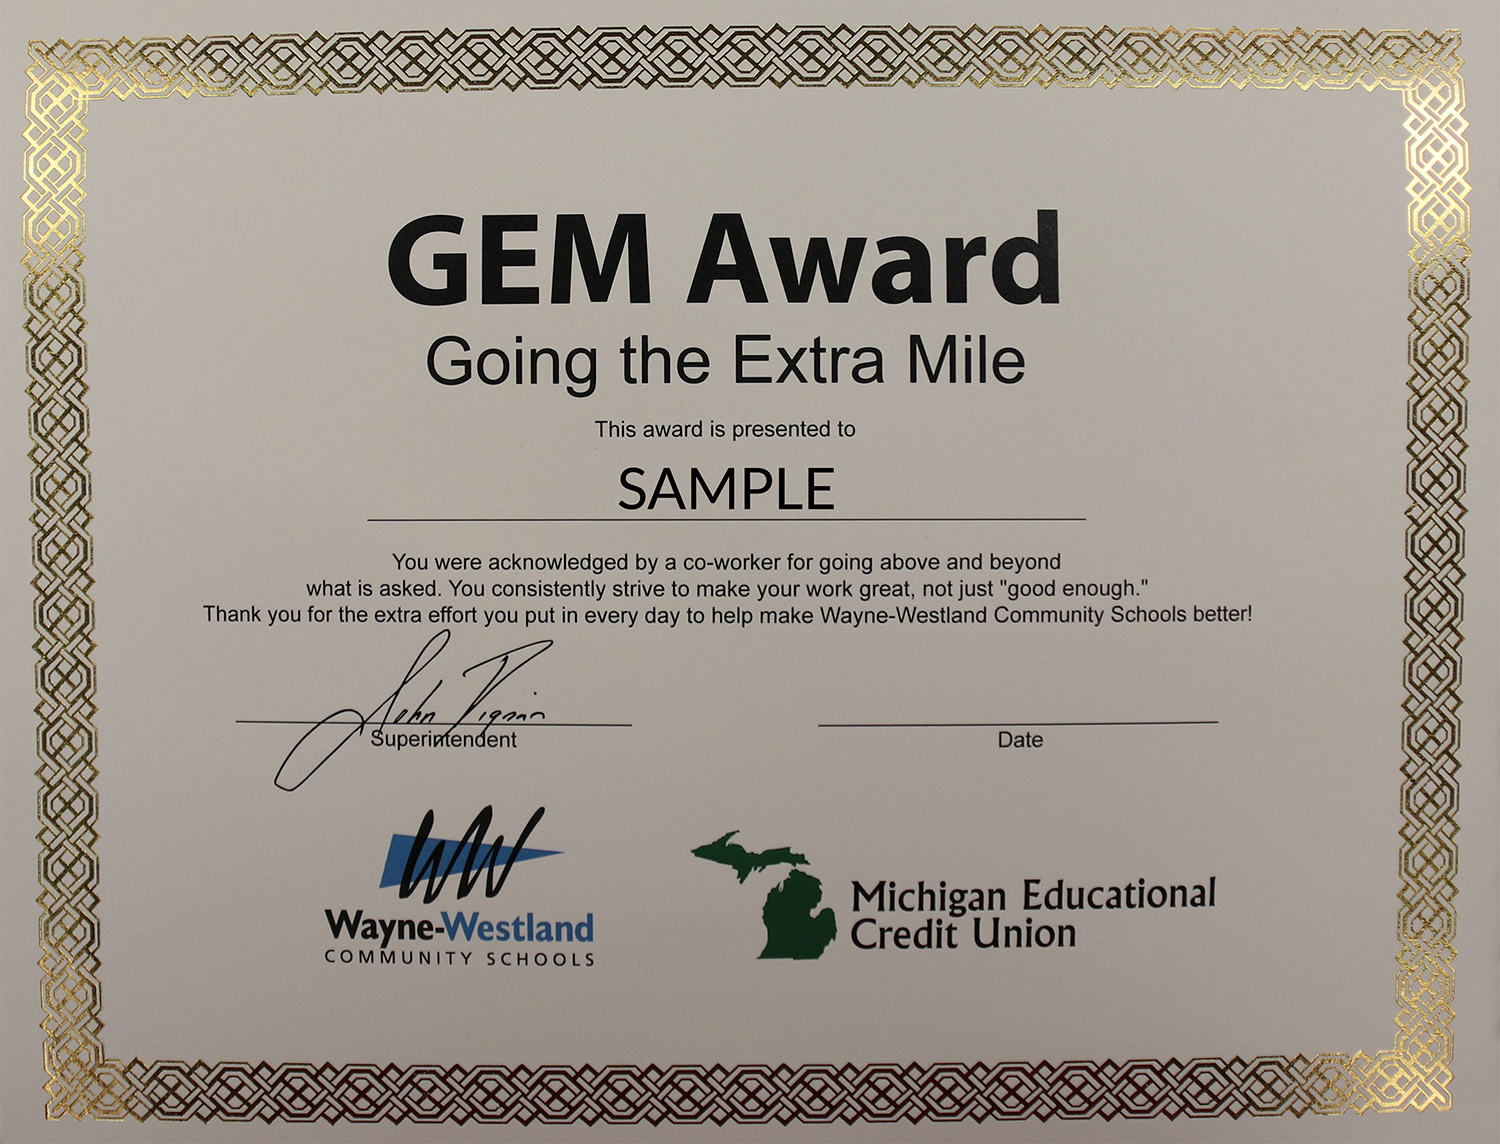 GEM Award
Going the Extra Mile
This award is presented to
SAMPLE
You were acknowledged by a co-worker for going above and beyond
what is asked. You consistently strive to make your work great, not just "good enough."
Thank you for the extra effort you put in every day to help make Wayne-Westland Community Schools better!
John Dignan
Superintendent
Date
WW
Wayne-Westland
COMMUNITY SCHOOLS
Michigan Educational
Credit Union